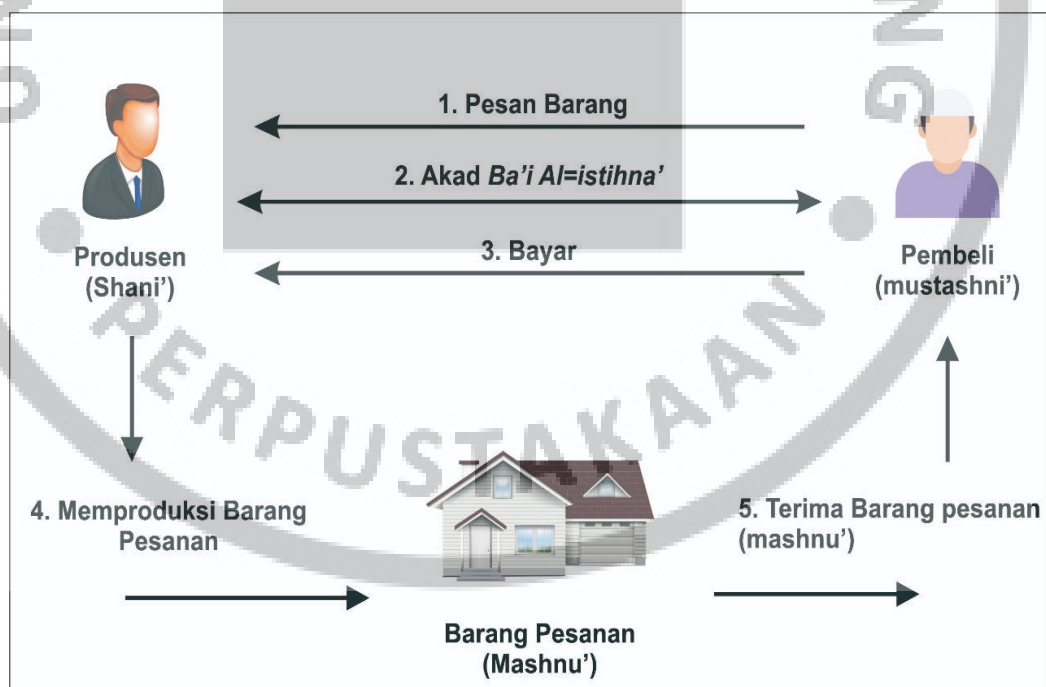 1. Pesan Barang
2. Akad Ba'i Al=istihna'
3. Bayar
Produsen
(Shani')
Pembeli
(mustashni')
4. Memproduksi Barang
Pesanan
5. Terima Barang pesanan
(mashnu')
Barang Pesanan
(Mashnu')
PERPUSTAKAAN
NG